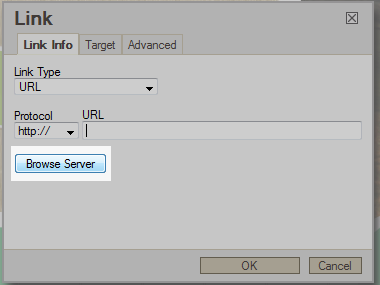 Link
Link Info Target Advanced
Link Type
URL
Protocol URL
http://
Browse Server
OK Cancel